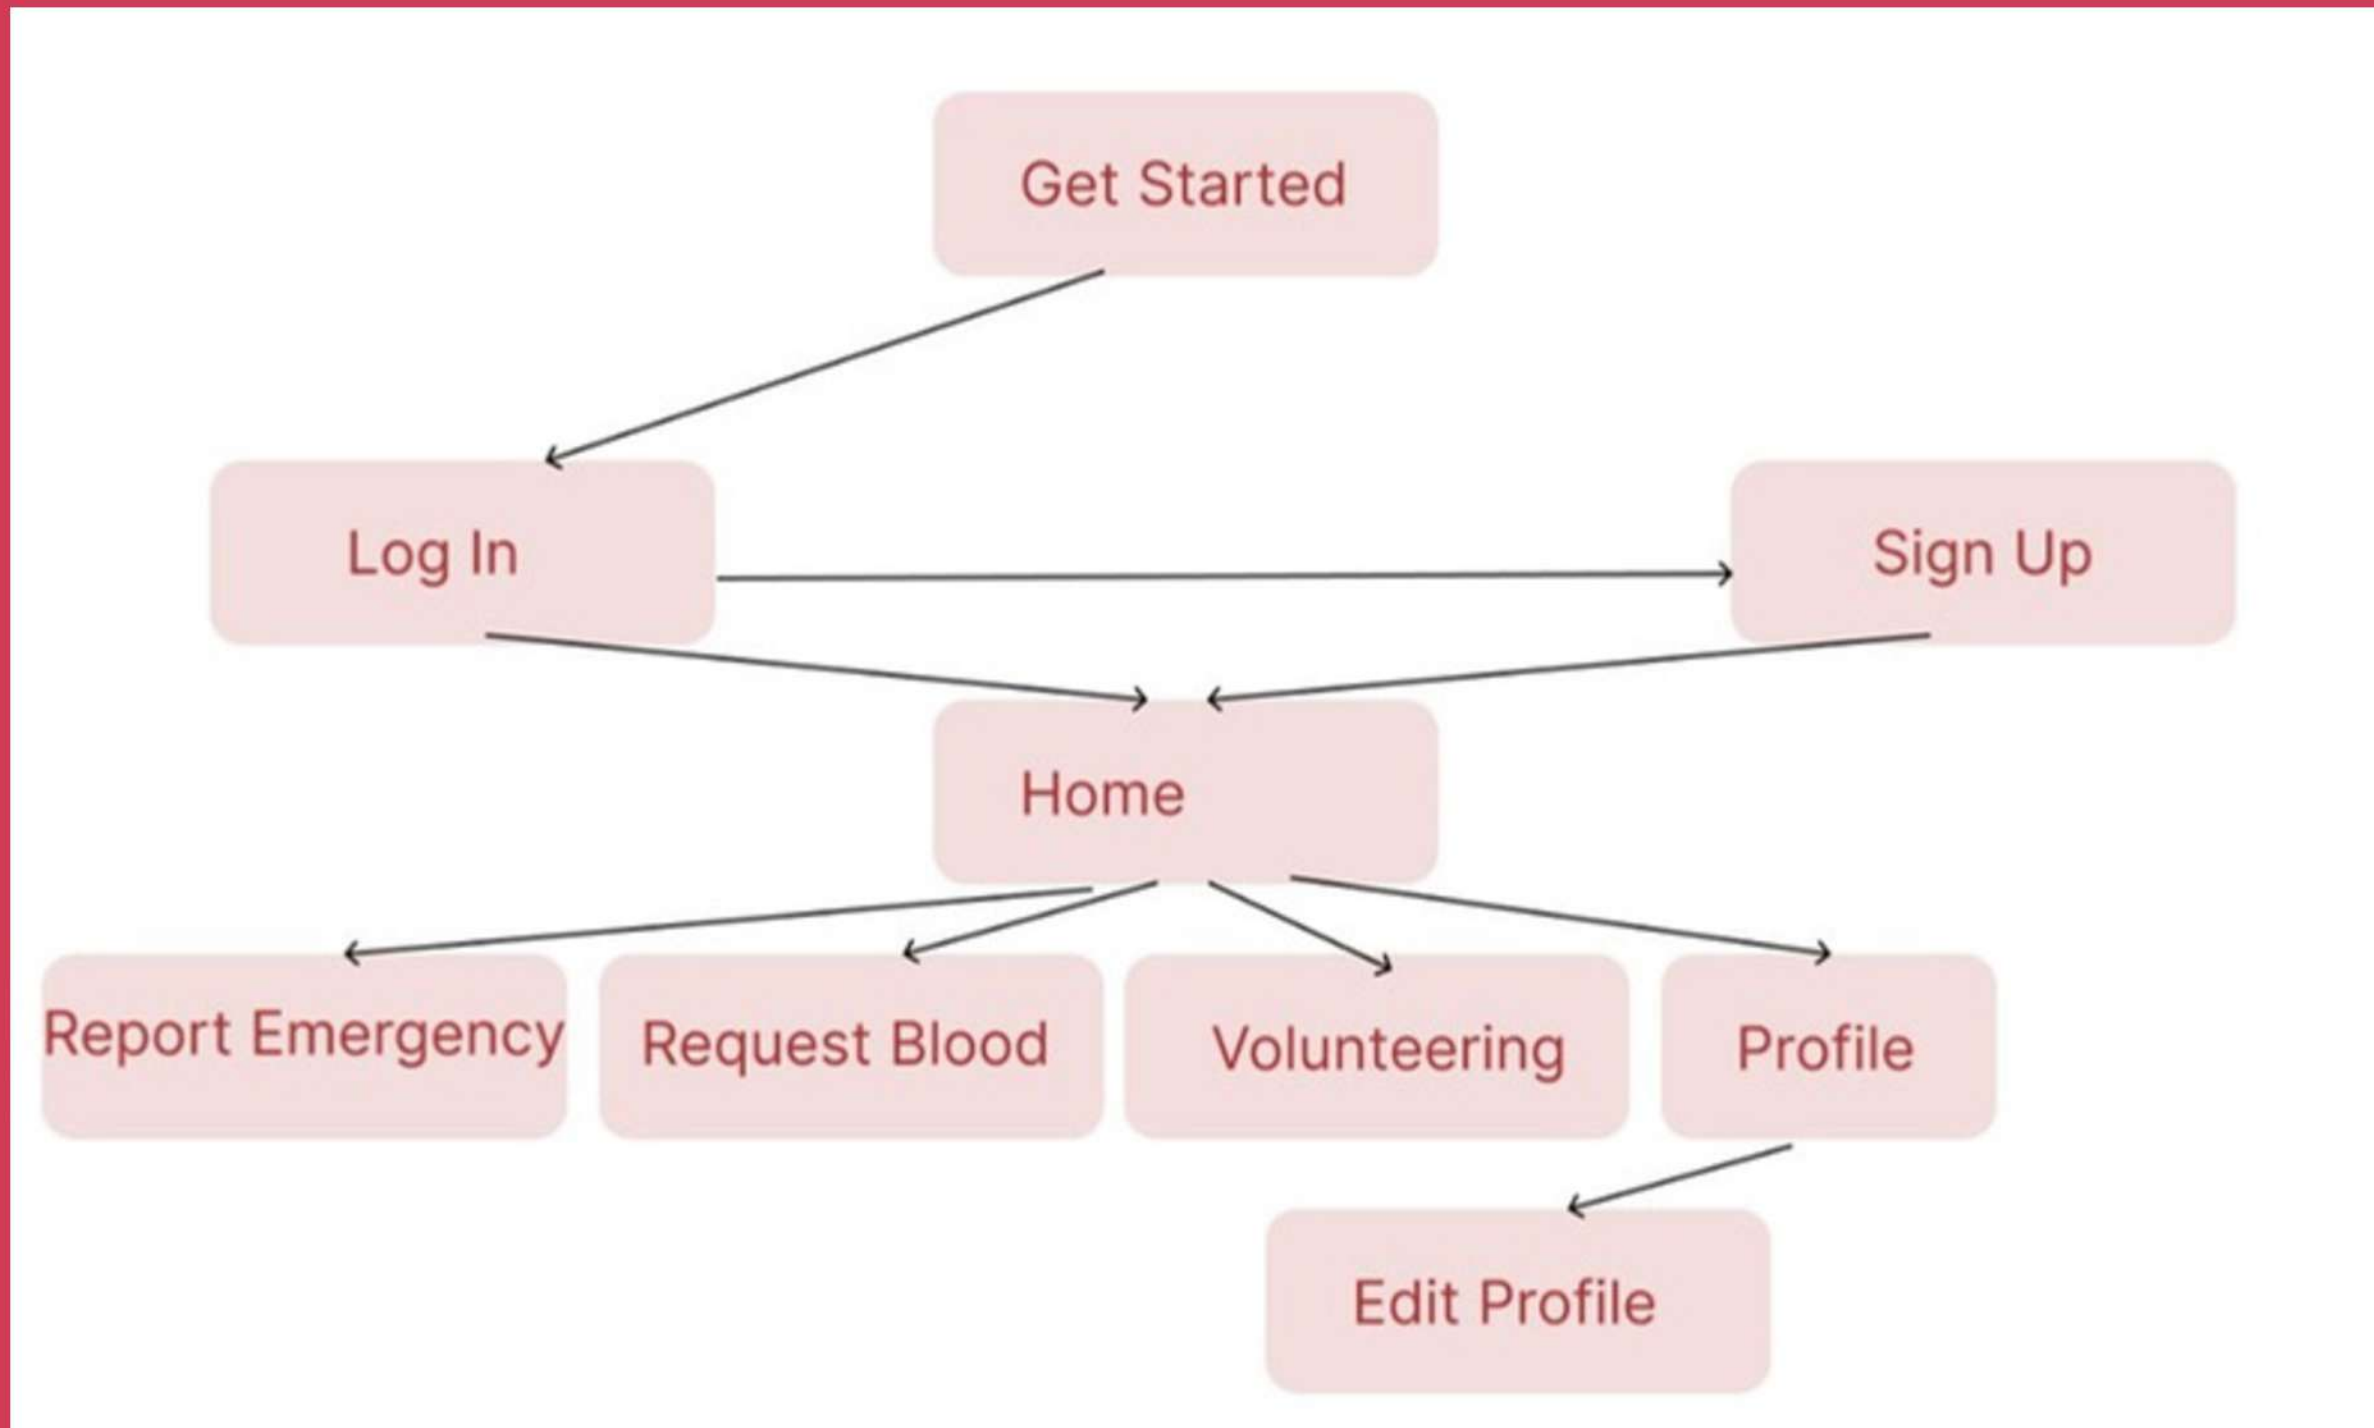 Get Started
Log In
Sign Up
Home
Report Emergency
Request Blood
Volunteering
Profile
Edit Profile